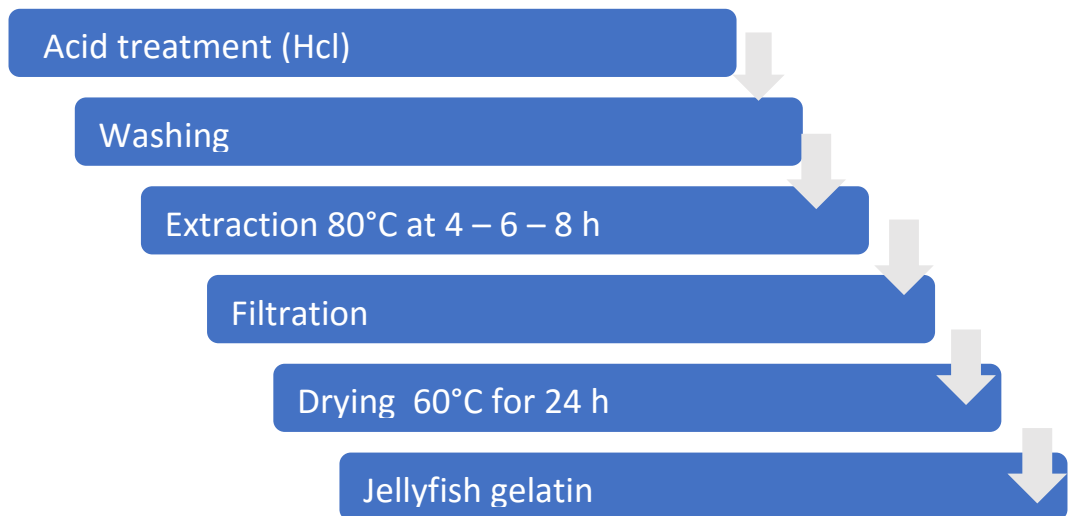 Acid treatment (Hcl)
Washing
Extraction 80°C at 4 – 6 – 8 h
Filtration
Drying  60°C for 24 h
Jellyfish gelatin